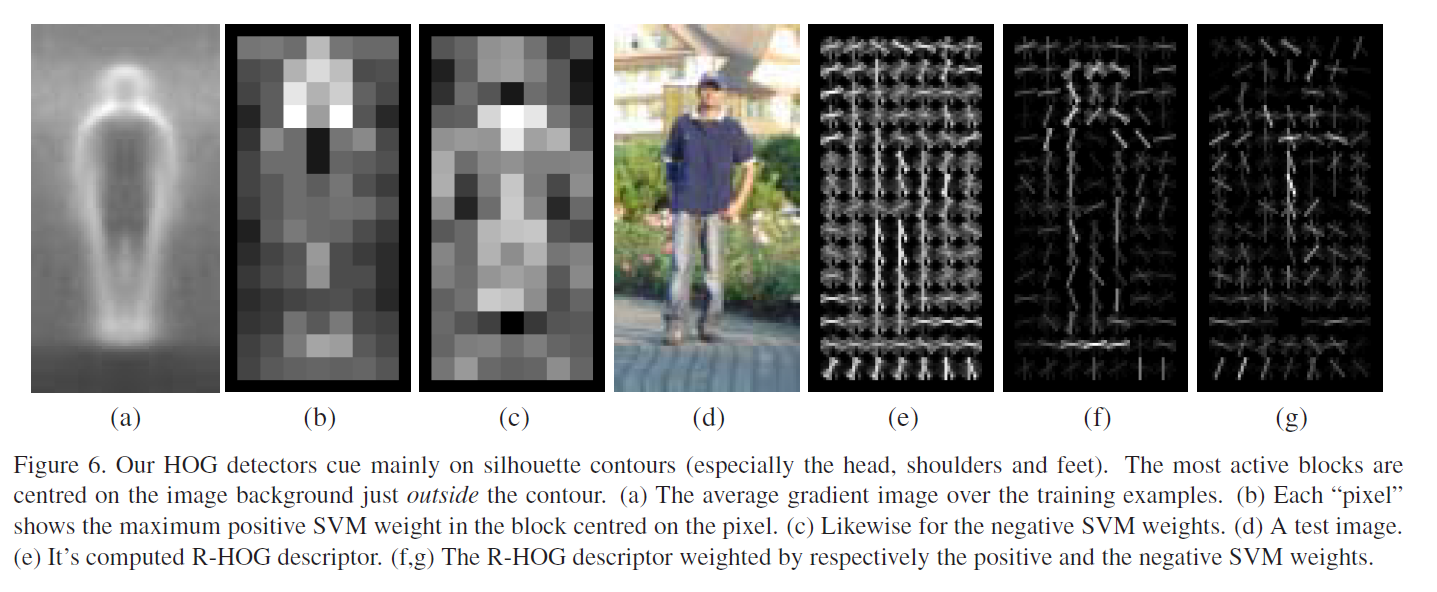 (a) (b) (c) (d) (e) (f) (g)
Figure 6. Our HOG detectors cue mainly on silhouette contours (especially the head, shoulders and feet). The most active blocks are
centred on the image background just outside the contour. (a) The average gradient image over the training examples. (b) Each “pixel”
shows the maximum positive SVM weight in the block centred on the pixel. (c) Likewise for the negative SVM weights. (d) A test image.
(e) It’s computed R-HOG descriptor. (f,g) The R-HOG descriptor weighted by respectively the positive and the negative SVM weights.